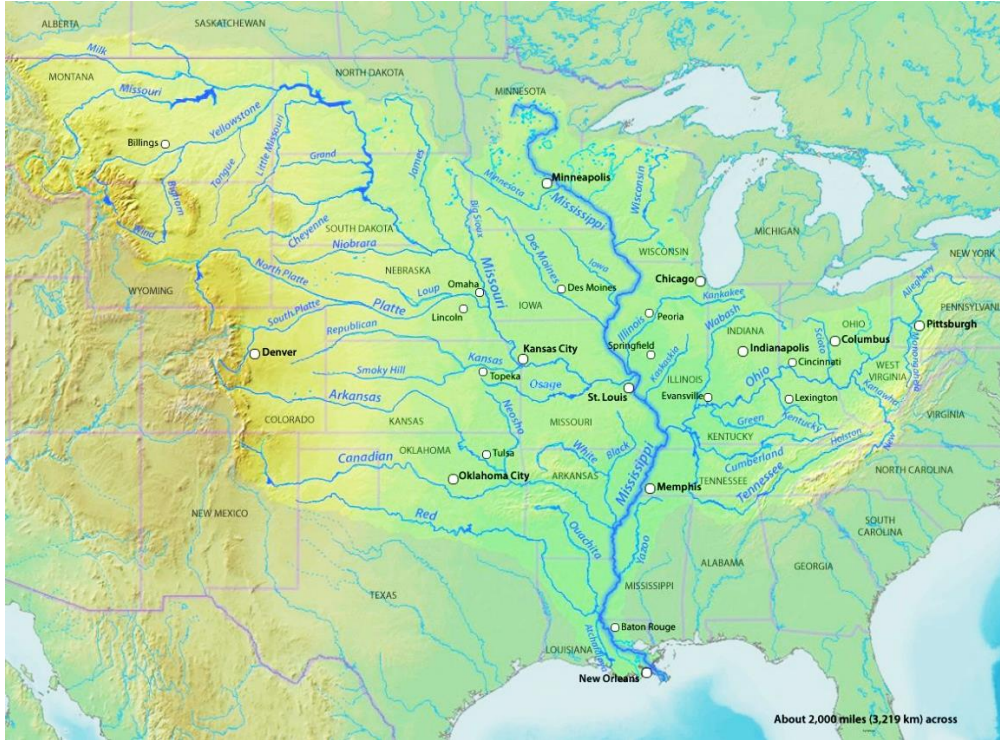 ALBERTA
SASKATCHEWAN
Milk
MONTANA
NORTH DAKOTA
MINNESOTA
Missouri
Yellowstone
Billings
Little Missouri
Tongue
Grand
James
Bighorn
Wind
Cheyenne
SOUTH DAKOTA
Minnesota
Minneapolis
Mississippi
Wisconsin
Big Sioux
Niobrara
Des Moines
Iowa
WISCONSIN
MICHIGAN
NEW YORK
WYOMING
North Platte
NEBRASKA
Loup
Omaha
Missouri
Des Moines
IOWA
Chicago
Kankakee
Allegheny
PENNSYLVANI
South Platte
Platte
Lincoln
Republican
Illinois
Peoria
Wabash
INDIANA
OHIO
Pittsburgh
Denver
Smoky Hill
Kansas
Kansas City
Topeka
Springfield
Kaskaskia
Indianapolis
Cincinnati
Scioto
Columbus
Monongahela
WEST
VIRGINIA
Arkansas
Osage
St. Louis
ILLINOIS
Evansville
Ohio
Lexington
Kanawha
VIRGINIA
COLORADO
KANSAS
Neosho
MISSOURI
Green
Kentucky
KENTUCKY
Holston
New
Canadian
OKLAHOMA
Tulsa
White
Black
Mississippi
Cumberland
TENNESSEE
Tennessee
NORTH CAROLINA
Oklahoma City
ARKANSAS
Memphis
NEW MEXICO
Red
Ouachita
Yazoo
SOUTH
CAROLINA
TEXAS
MISSISSIPPI
ALABAMA
GEORGIA
Baton Rouge
LOUISIANA
Atchafalaya
New Orleans
About 2,000 miles (3,219 km) across